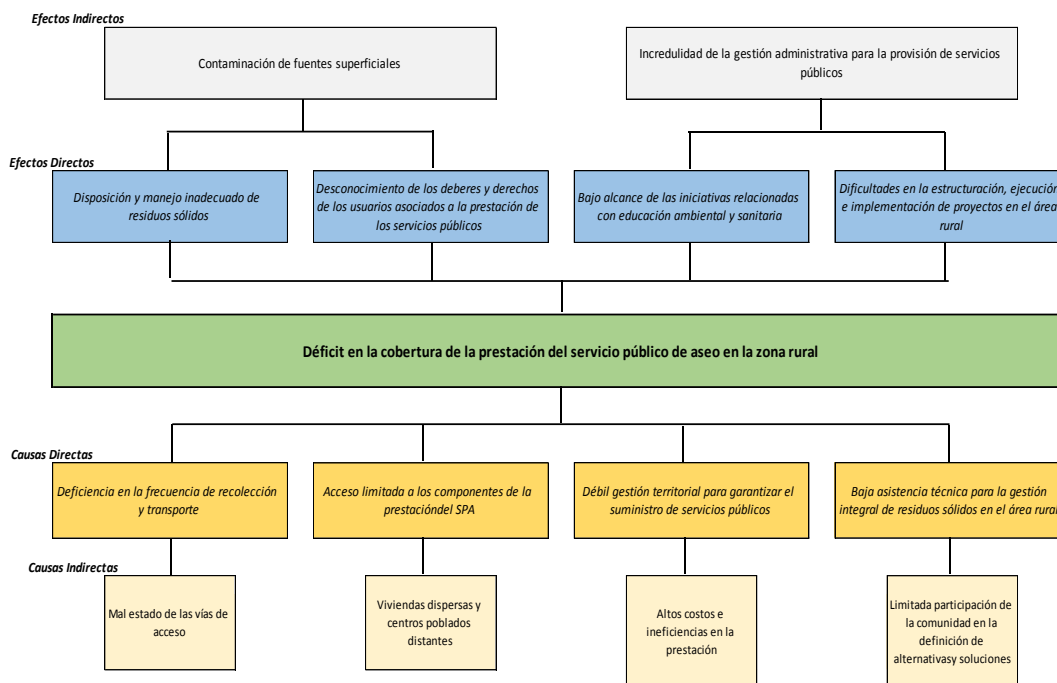 Efectos Indirectos
Contaminación de fuentes superficiales
Incredulidad de la gestión administrativa para la provisión de servicios
públicos
Efectos Directos
Disposición y manejo inadecuado de
residuos sólidos
Desconocimiento de los deberes y derechos
de los usuarios asociados a la prestación de
los servicios públicos
Bajo alcance de las iniciativas relacionadas
con educación ambiental y sanitaria
Dificultades en la estructuración, ejecución
e implementación de proyectos en el área
rural
Déficit en la cobertura de la prestación del servicio público de aseo en la zona rural
Causas Directas
Deficiencia en la frecuencia de recolección
y transporte
Acceso limitada a los componentes de la
prestacióndel SPA
Débil gestión territorial para garantizar el
suministro de servicios públicos
Baja asistencia técnica para la gestión
integral de residuos sólidos en el área rural
Causas Indirectas
Mal estado de las vías de
acceso
Viviendas dispersas y
centros poblados
distantes
Altos costos e
ineficiencias en la
prestación
Limitada participación de
la comunidad en la
definición de
alternativasy soluciones